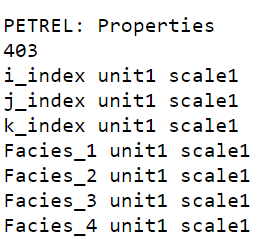 PETREL: Properties
403
i_index unit1 scale1
j_index unit1 scale1
k_index unit1 scale1
Facies_1 unit1 scale1
Facies_2 unit1 scale1
Facies_3 unit1 scale1
Facies_4 unit1 scale1